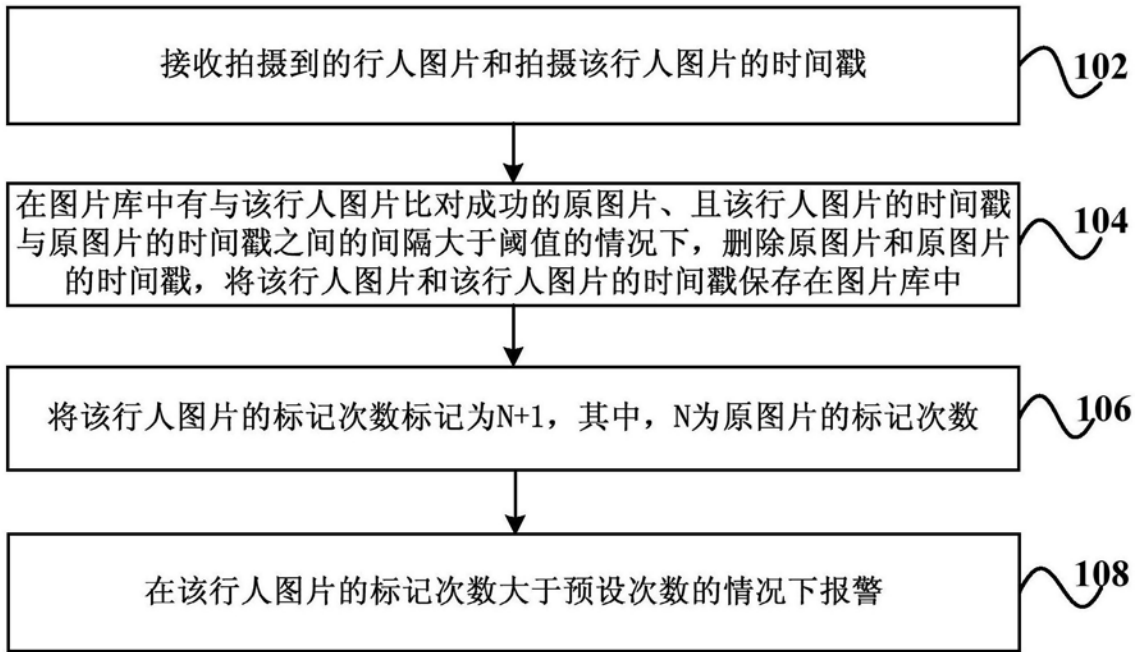 接收拍摄到的行人图片和拍摄该行人图片的时间戳
102
在图片库中有与该行人图片比对成功的原图片、且该行人图片的时间戳
与原图片的时间戳之间的间隔大于阈值的情况下，删除原图片和原图片
的时间戳，将该行人图片和该行人图片的时间戳保存在图片库中
104
将该行人图片的标记次数标记为N+1，其中，N为原图片的标记次数
106
在该行人图片的标记次数大于预设次数的情况下报警
108